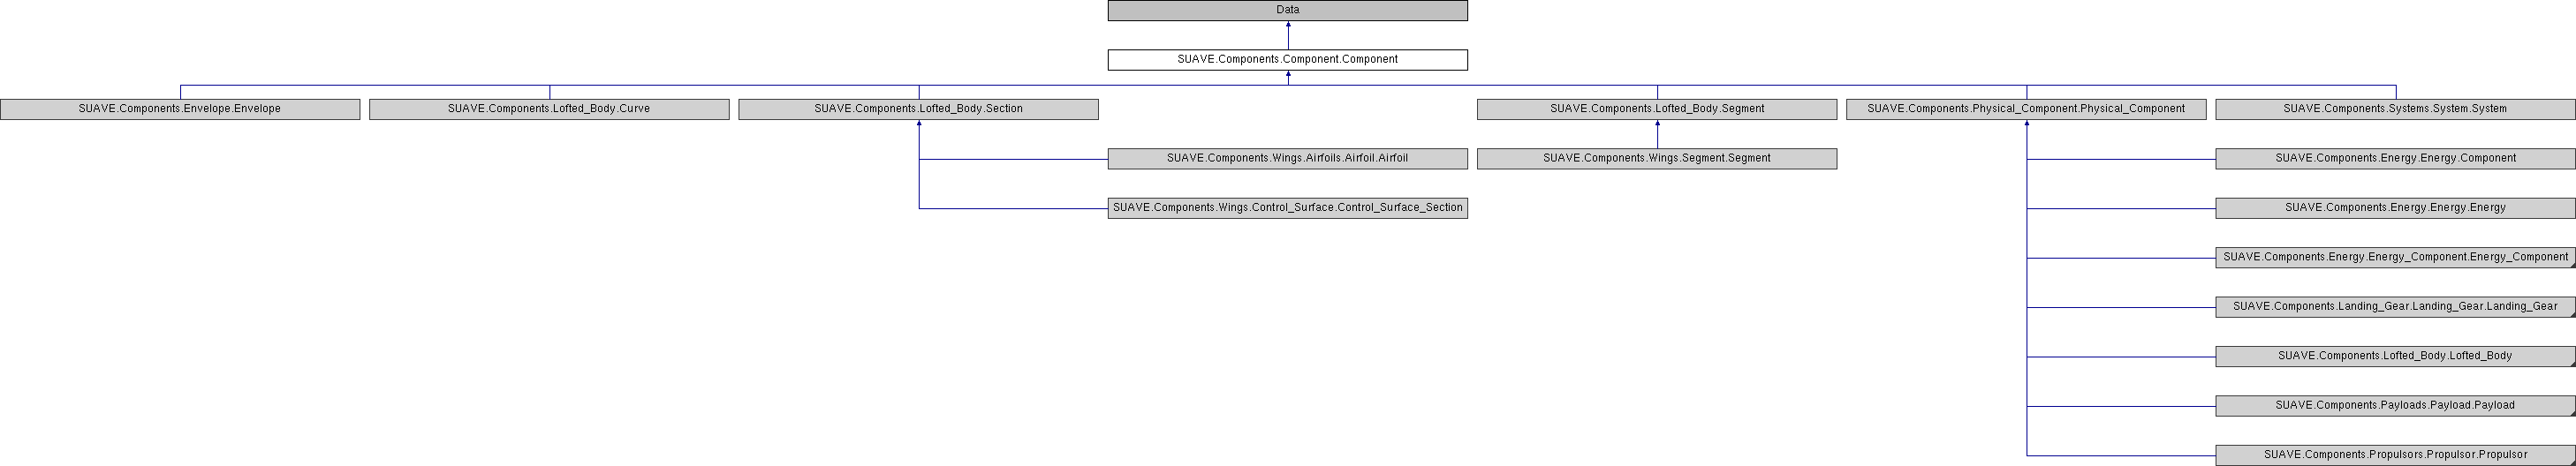 Data
SUAVE.Components.Component.Component
SUAVE.Components.Envelope.Envelope
SUAVE.Components.Lofted_Body.Curve
SUAVE.Components.Lofted_Body.Section
SUAVE.Components.Lofted_Body.Segment
SUAVE.Components.Physical_Component.Physical_Component
SUAVE.Components.Systems.System.System
SUAVE.Components.Wings.Airfoils.Airfoil.Airfoil
SUAVE.Components.Wings.Segment.Segment
SUAVE.Components.Energy.Energy.Component
SUAVE.Components.Wings.Control_Surface.Control_Surface_Section
SUAVE.Components.Energy.Energy.Energy
SUAVE.Components.Energy.Energy_Component.Energy_Component
SUAVE.Components.Landing_Gear.Landing_Gear.Landing_Gear
SUAVE.Components.Lofted_Body.Lofted_Body
SUAVE.Components.Payloads.Payload.Payload
SUAVE.Components.Propulsors.Propulsor.Propulsor